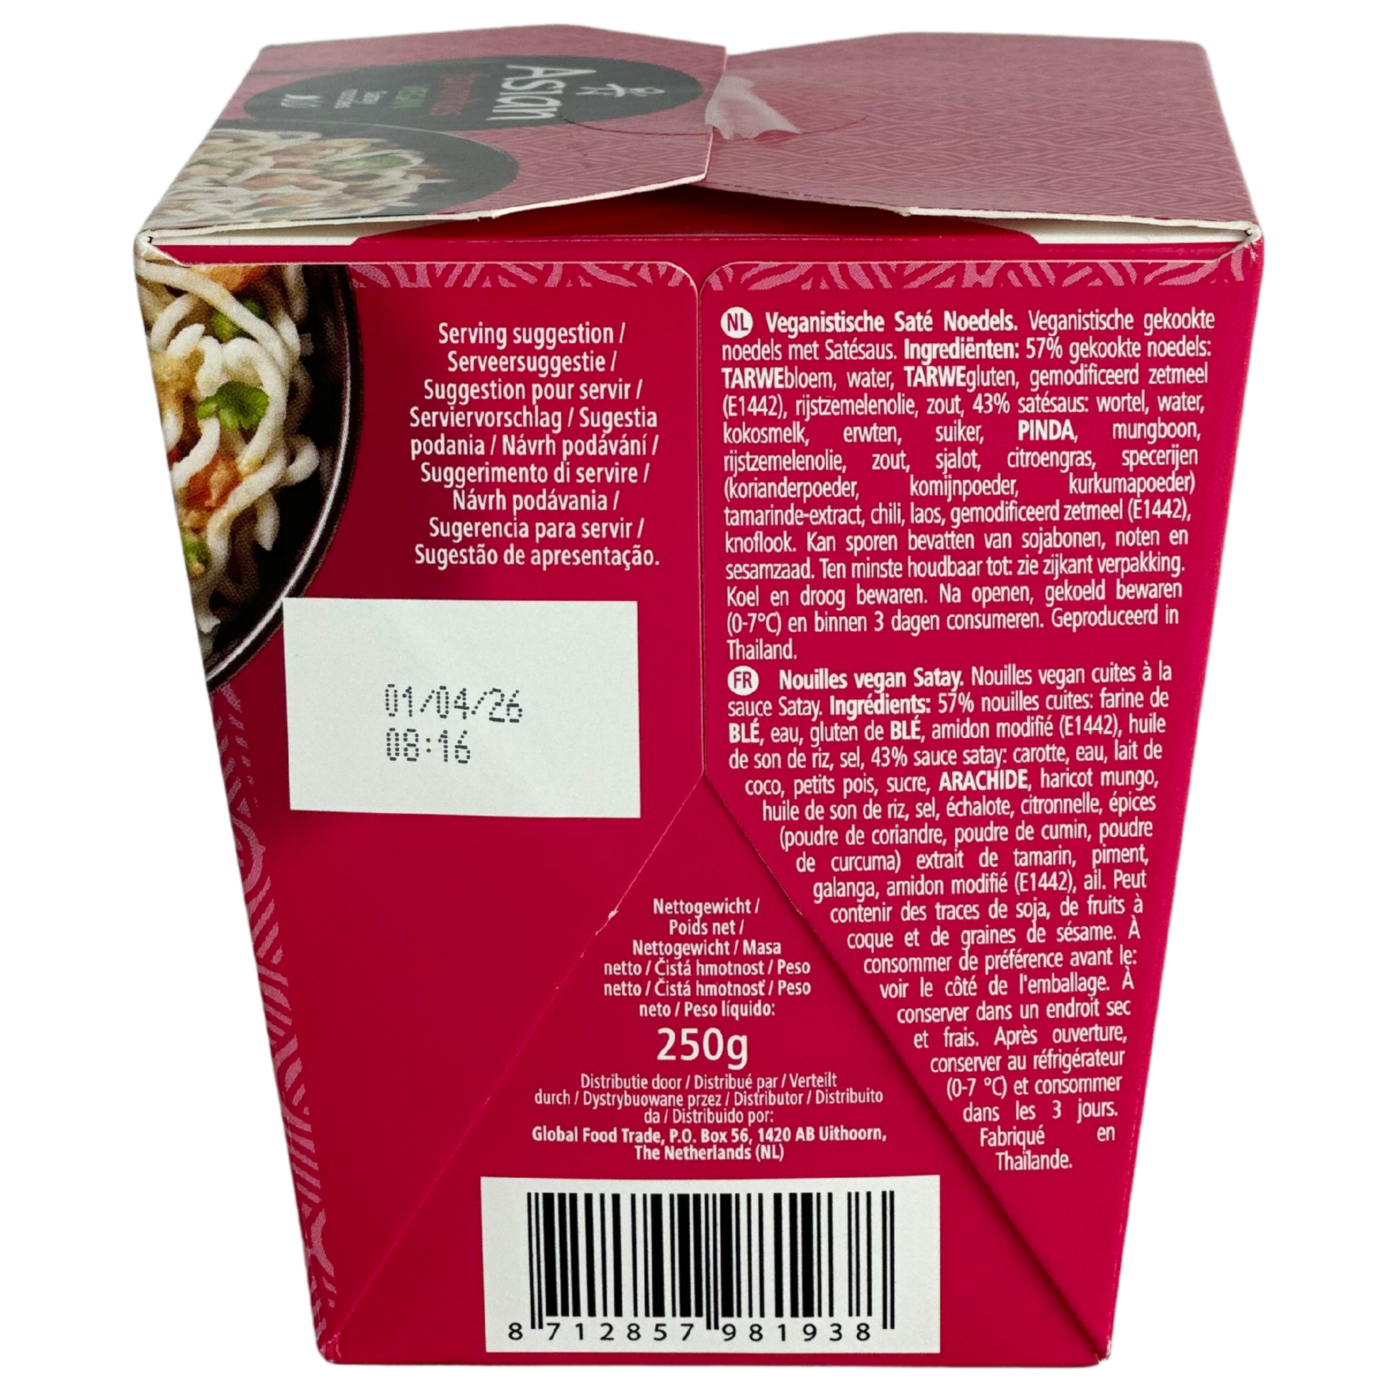 Asian
VEGAN
Satay
noodles
Serving suggestion /
Serveersuggestie /
Suggestion pour servir /
Serviervorschlag / Sugestia
podania / Návrh podávání /
Suggerimento di servire /
Návrh podávania /
Sugerencia para servir /
Sugestão de apresentação.
01/04/26
08:16
NL Veganistische Saté Noedels. Veganistische gekookte
noedels met Satésaus. Ingrediënten: 57% gekookte noedels:
TARWEbloem, water, TARWEgluten, gemodificeerd zetmeel
(E1442), rijstzemelenolie, zout, 43% satésaus: wortel, water,
kokosmelk, erwten, suiker, PINDA, mungboon,
rijstzemelenolie, zout, sjalot, citroengras, specerijen
(korianderpoeder, komijnpoeder, kurkumapoeder)
tamarinde-extract, chili, laos, gemodificeerd zetmeel (E1442),
knoflook. Kan sporen bevatten van sojabonen, noten en
sesamzaad. Ten minste houdbaar tot: zie zijkant verpakking.
Koel en droog bewaren. Na openen, gekoeld bewaren
(0-7°C) en binnen 3 dagen consumeren. Geproduceerd in
Thailand.
FR Nouilles vegan Satay. Nouilles vegan cuites à la
sauce Satay. Ingrédients: 57% nouilles cuites: farine de
BLÉ, eau, gluten de BLÉ, amidon modifié (E1442), huile
de son de riz, sel, 43% sauce satay: carotte, eau, lait de
coco, petits pois, sucre, ARACHIDE, haricot mungo,
huile de son de riz, sel, échalote, citronnelle, épices
(poudre de coriandre, poudre de cumin, poudre
de curcuma) extrait de tamarin, piment,
galanga, amidon modifié (E1442), ail. Peut
contenir des traces de soja, de fruits à
coque et de graines de sésame. À
consommer de préférence avant le:
voir le côté de l'emballage. À
conserver dans un endroit sec
et frais. Après ouverture,
conserver au réfrigérateur
(0-7 °C) et consommer
dans les 3 jours.
Fabriqué en
Thaïlande.
Nettogewicht /
Poids net /
Nettogewicht / Masa
netto / Čistá hmotnost / Peso
netto / Čistá hmotnosť / Peso
neto / Peso líquido:
250g
Distributie door / Distribué par / Verteilt
durch / Dystrybuowane przez / Distributor / Distribuito
da / Distribuido por:
Global Food Trade, P.O. Box 56, 1420 AB Uithoorn,
The Netherlands (NL)
8 712857 981938